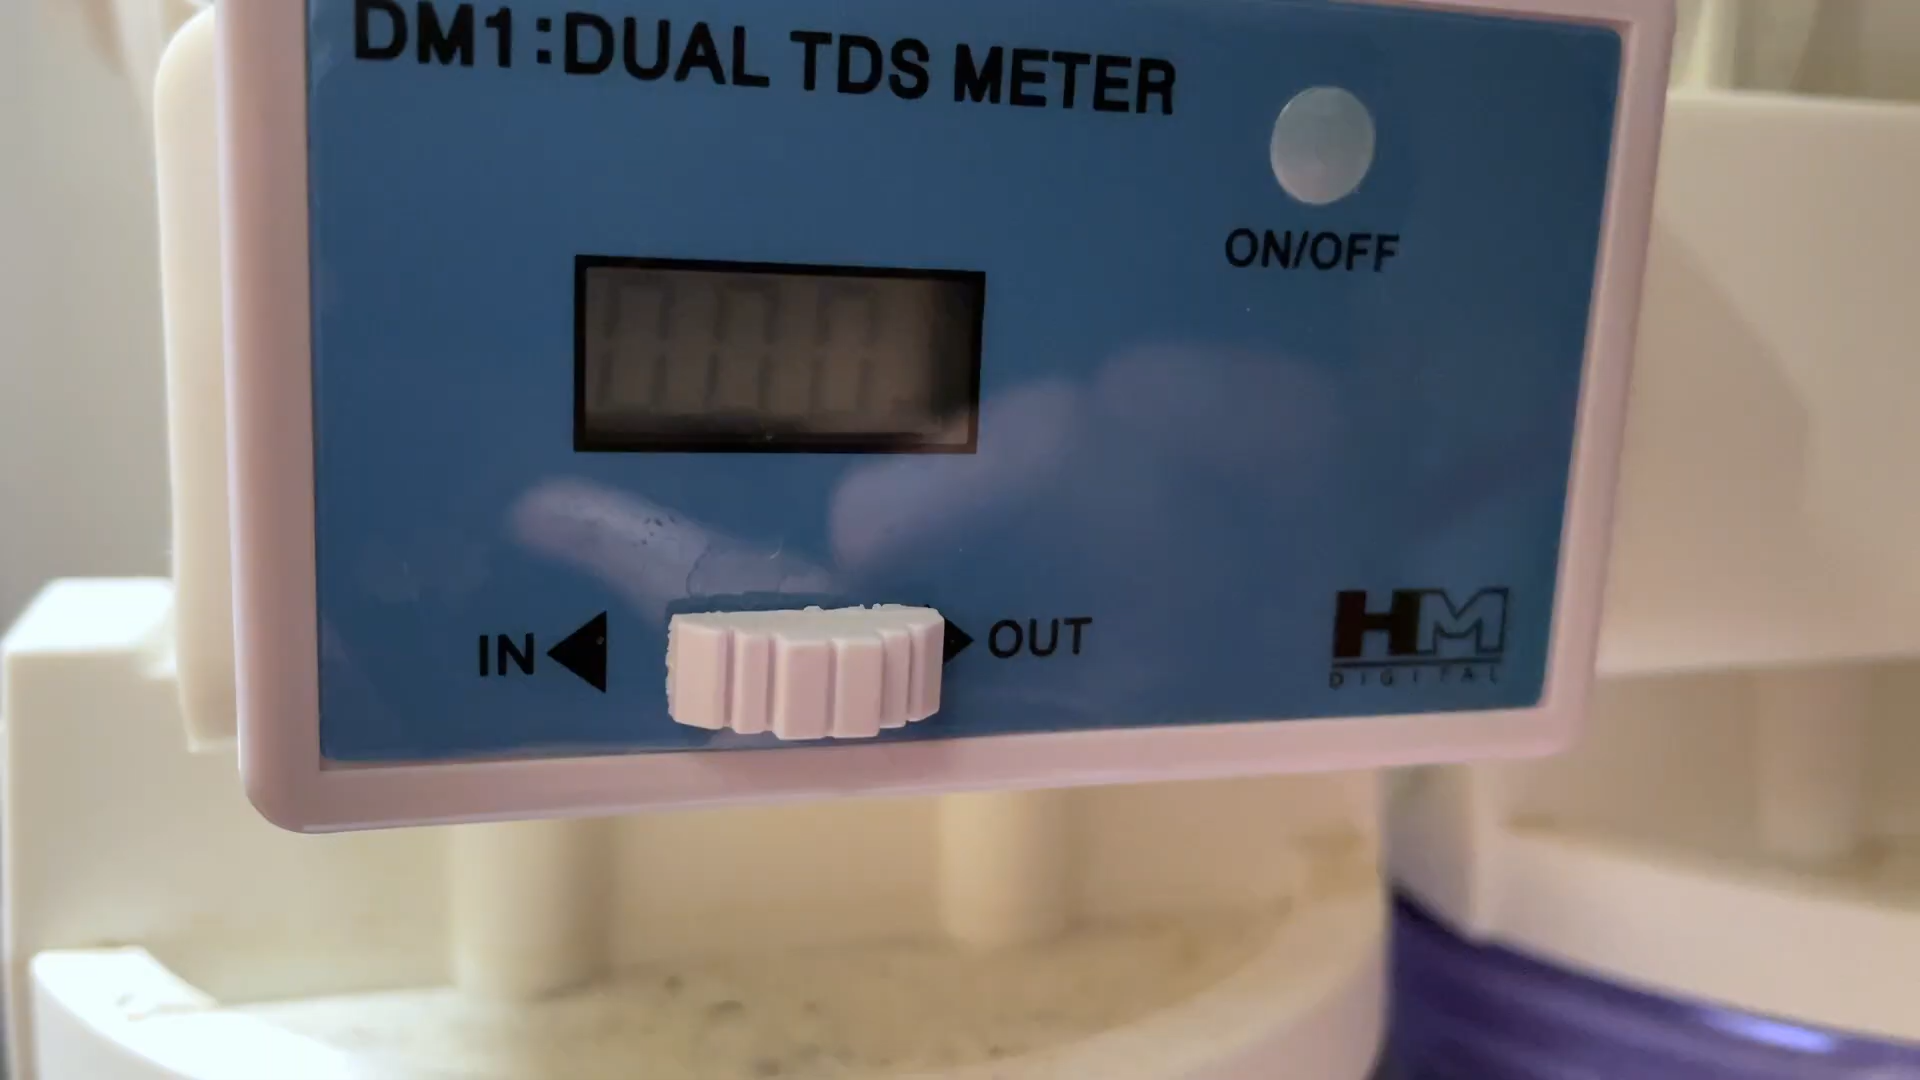 DM1:DUAL TDS METER
ON/OFF
IN
OUT
HM
DIGITAL